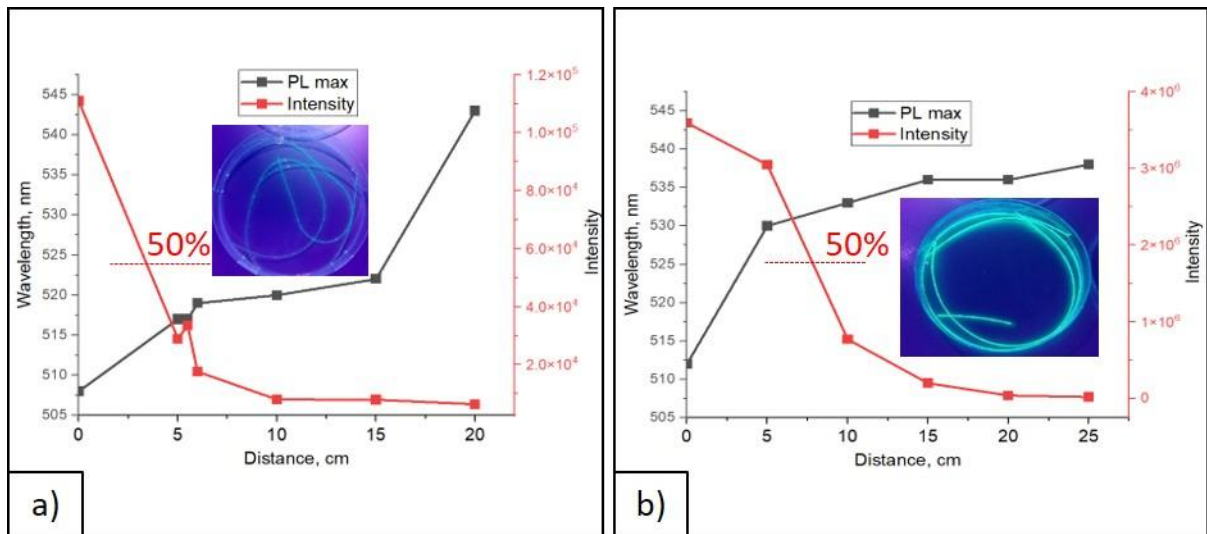 PL max
Intensity
1.2×10⁵
1.0×10⁵
8.0×10⁴
6.0×10⁴
4.0×10⁴
2.0×10⁴
Intensity
545
540
535
530
525
520
515
510
505
Wavelength, nm
50%
0 5 10 15 20
Distance, cm
a)
PL max
Intensity
4×10⁶
3×10⁶
2×10⁶
1×10⁶
0
Intensity
545
540
535
530
525
520
515
510
505
Wavelength, nm
50%
0 5 10 15 20 25
Distance, cm
b)